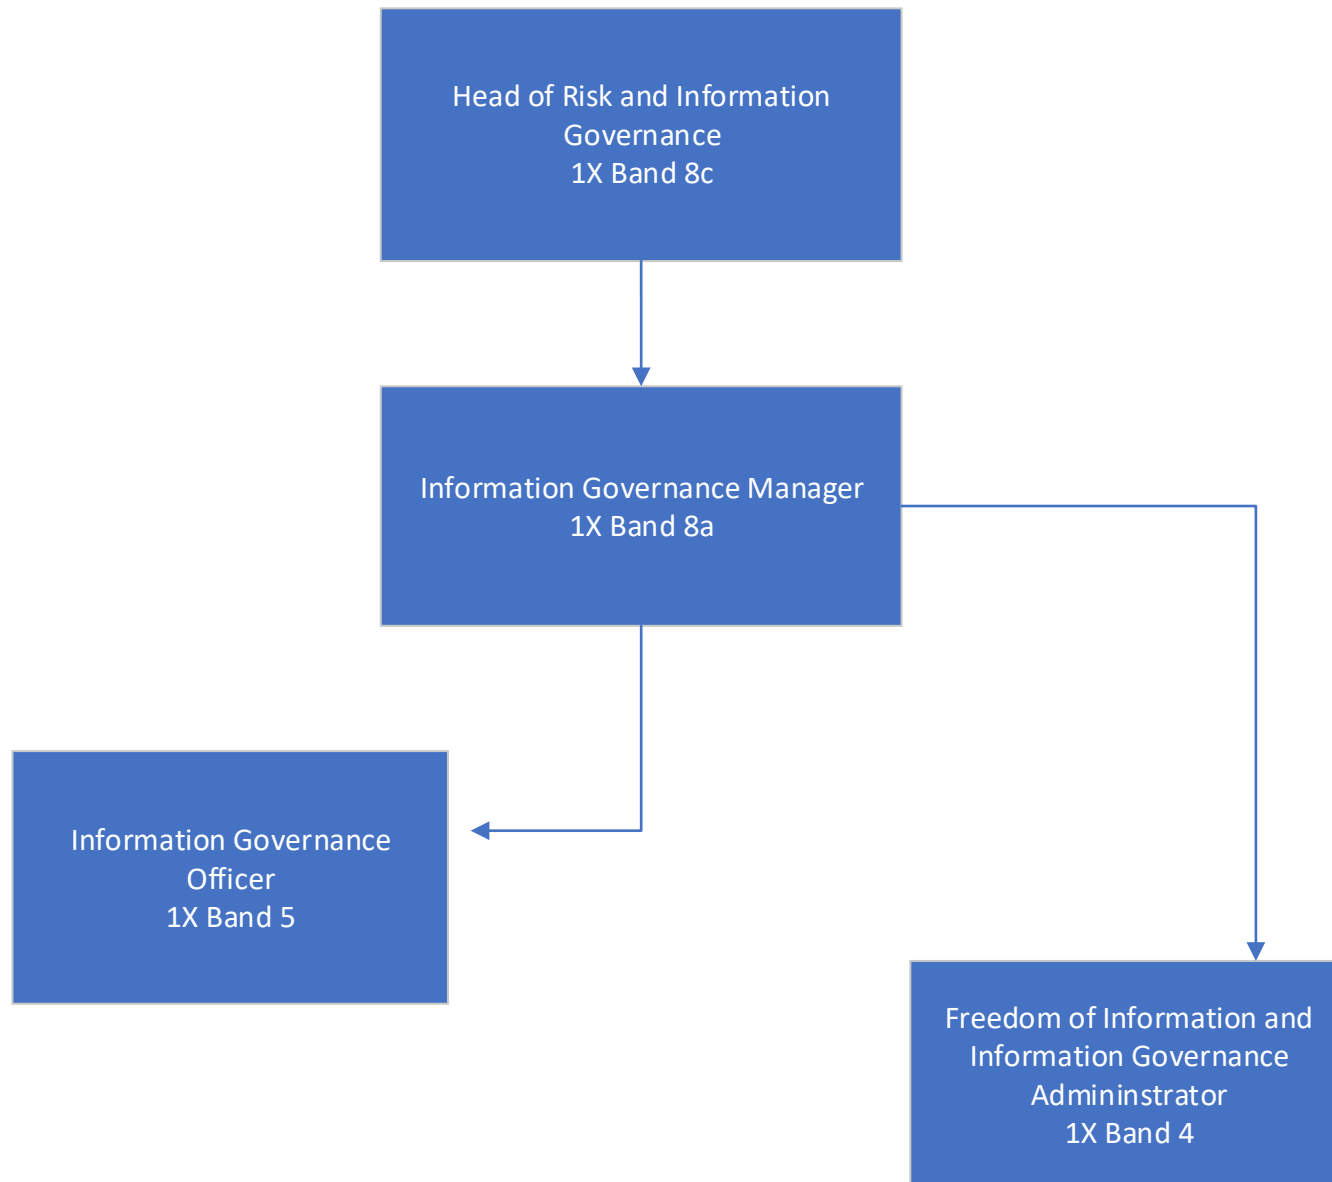 Head of Risk and Information
Governance
1X Band 8c
Information Governance Manager
1X Band 8a
Information Governance
Officer
1X Band 5
Freedom of Information and
Information Governance
Admininstrator
1X Band 4